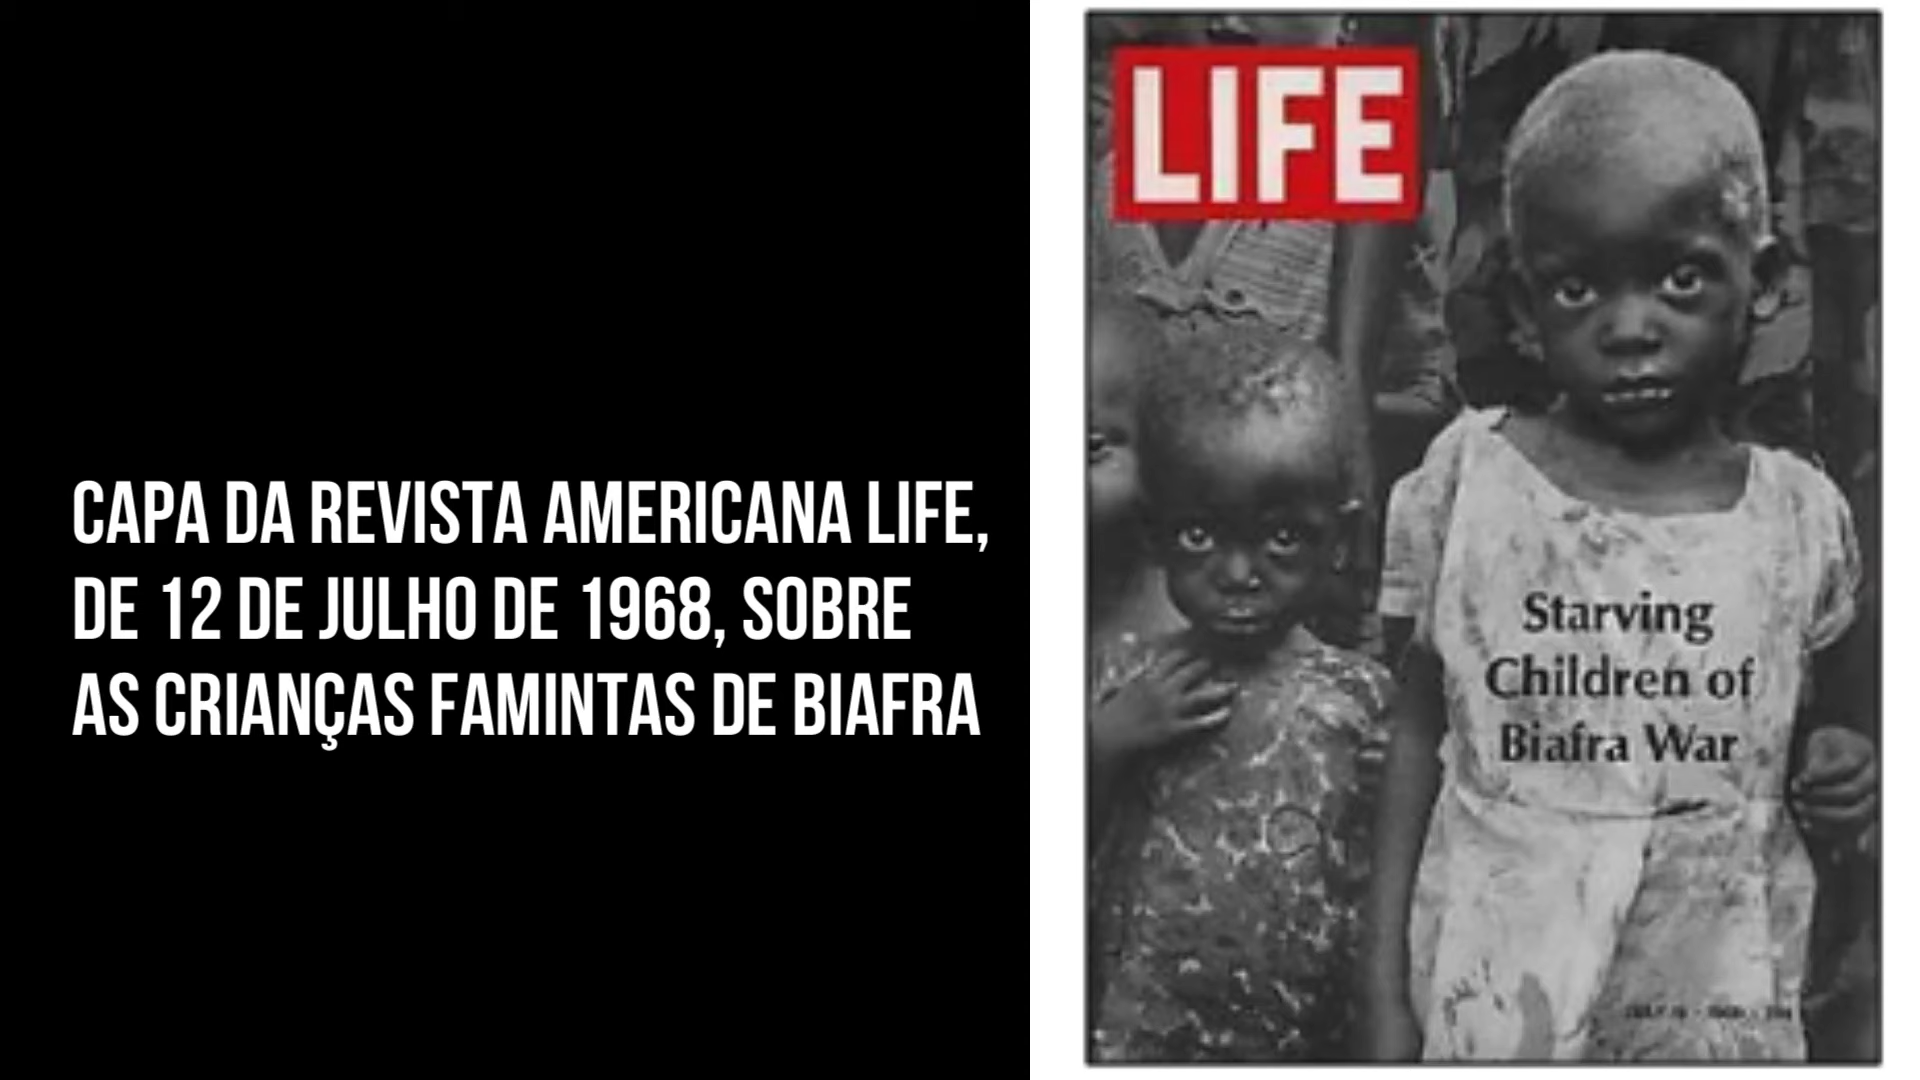 CAPA DA REVISTA AMERICANA LIFE,
DE 12 DE JULHO DE 1968, SOBRE
AS CRIANÇAS FAMINTAS DE BIAFRA
LIFE
Starving
Children of
Biafra War